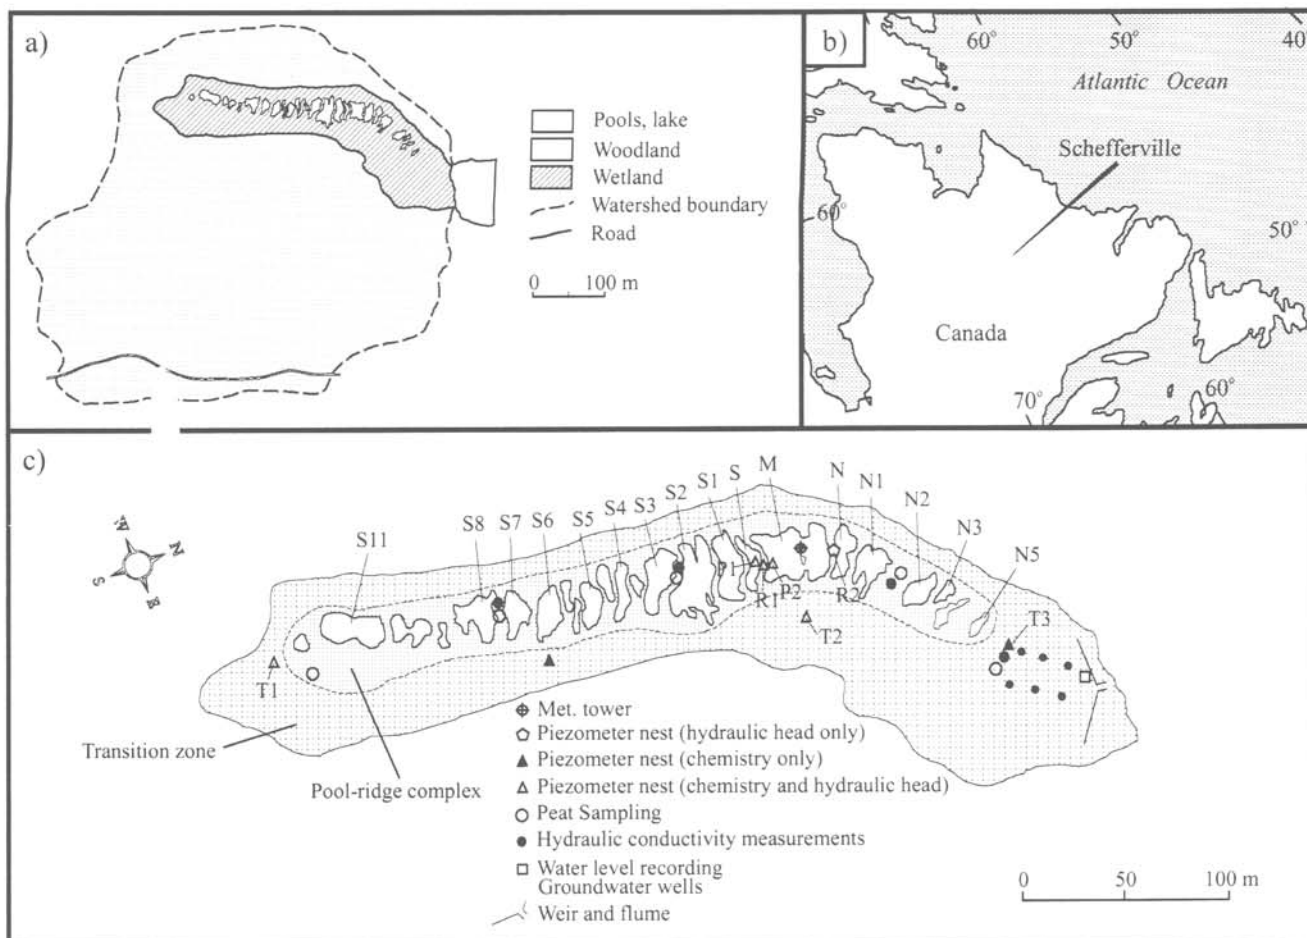 a)
Pools, lake
Woodland
Wetland
Watershed boundary
Road
0 100 m
b)
60° 50° 40°
Atlantic Ocean
Schefferville
60°
50°
Canada
70° 60°
c)
M
S N
S1 N1
S2 N2
S3 N3
S4 N5
S5
S6
S7
S8
S11
N
S
P1
R1
P2
R2
T2
T3
T1
Transition zone
Pool-ridge complex
Met. tower
Piezometer nest (hydraulic head only)
Piezometer nest (chemistry only)
Piezometer nest (chemistry and hydraulic head)
Peat Sampling
Hydraulic conductivity measurements
Water level recording
Groundwater wells
Weir and flume
0 50 100 m